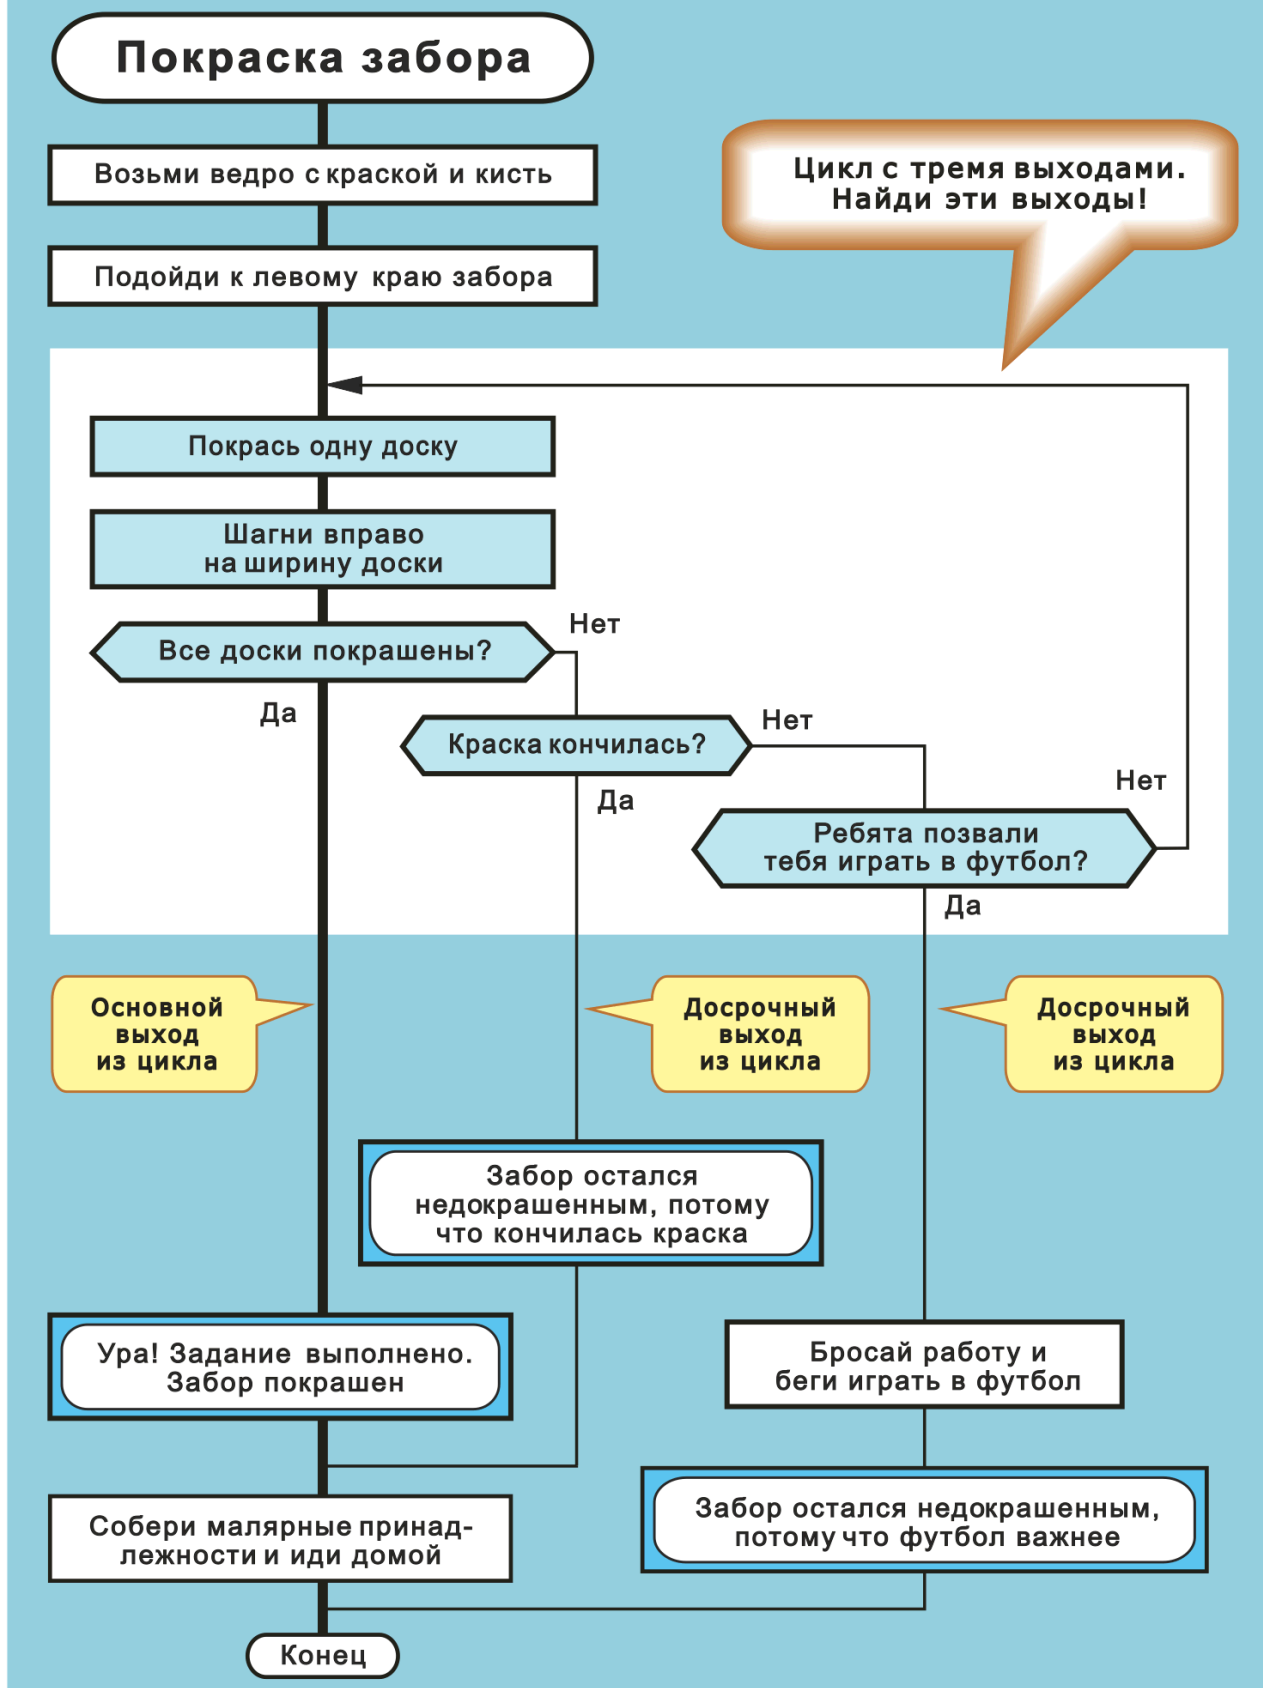 Покраска забора
Возьми ведро с краской и кисть
Цикл с тремя выходами.
Найди эти выходы!
Подойди к левому краю забора
Покрась одну доску
Шагни вправо
на ширину доски
Все доски покрашены?
Нет
Да
Краска кончилась?
Нет
Да
Ребята позвали
тебя играть в футбол?
Нет
Да
Основной
выход
из цикла
Досрочный
выход
из цикла
Досрочный
выход
из цикла
Забор остался
недокрашенным, потому
что кончилась краска
Ура! Задание выполнено.
Забор покрашен
Бросай работу и
беги играть в футбол
Собери малярные принад-
лежности и иди домой
Забор остался недокрашенным,
потому что футбол важнее
Конец